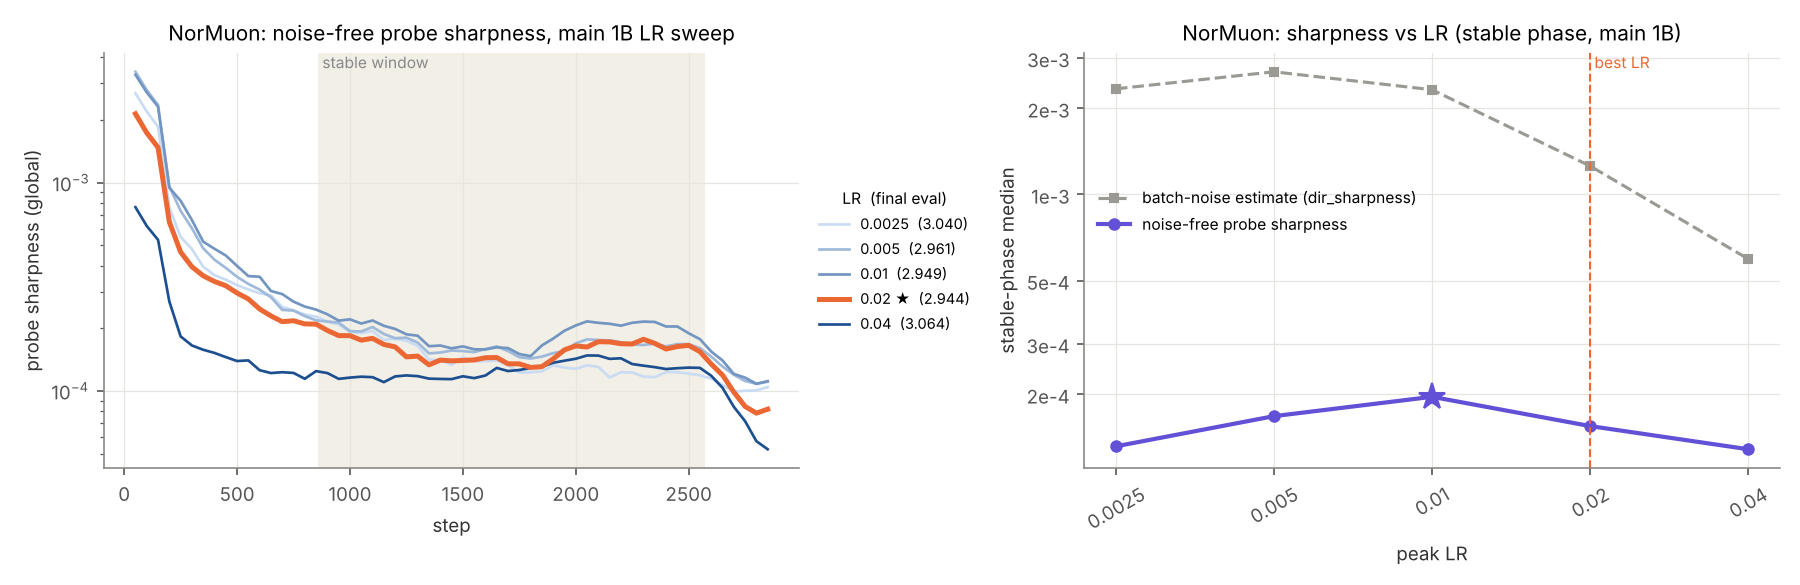 NorMuon: noise-free probe sharpness, main 1B LR sweep
stable window
probe sharpness (global)
10⁻³
10⁻⁴
0 500 1000 1500 2000 2500
step
LR (final eval)
0.0025 (3.040)
0.005 (2.961)
0.01 (2.949)
0.02 ★ (2.944)
0.04 (3.064)
NorMuon: sharpness vs LR (stable phase, main 1B)
best LR
stable-phase median
3e-3
2e-3
1e-3
5e-4
3e-4
2e-4
batch-noise estimate (dir_sharpness)
noise-free probe sharpness
0.0025 0.005 0.01 0.02 0.04
peak LR